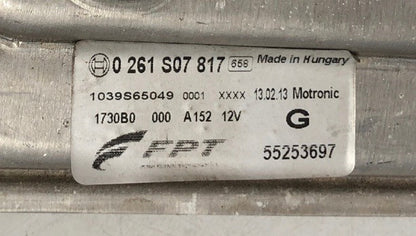 0 261 S07 817 658 Made in Hungary
1039S65049 0001 XXXX 13.02.13 Motronic
1730B0 000 A152 12V G
FPT 55253697